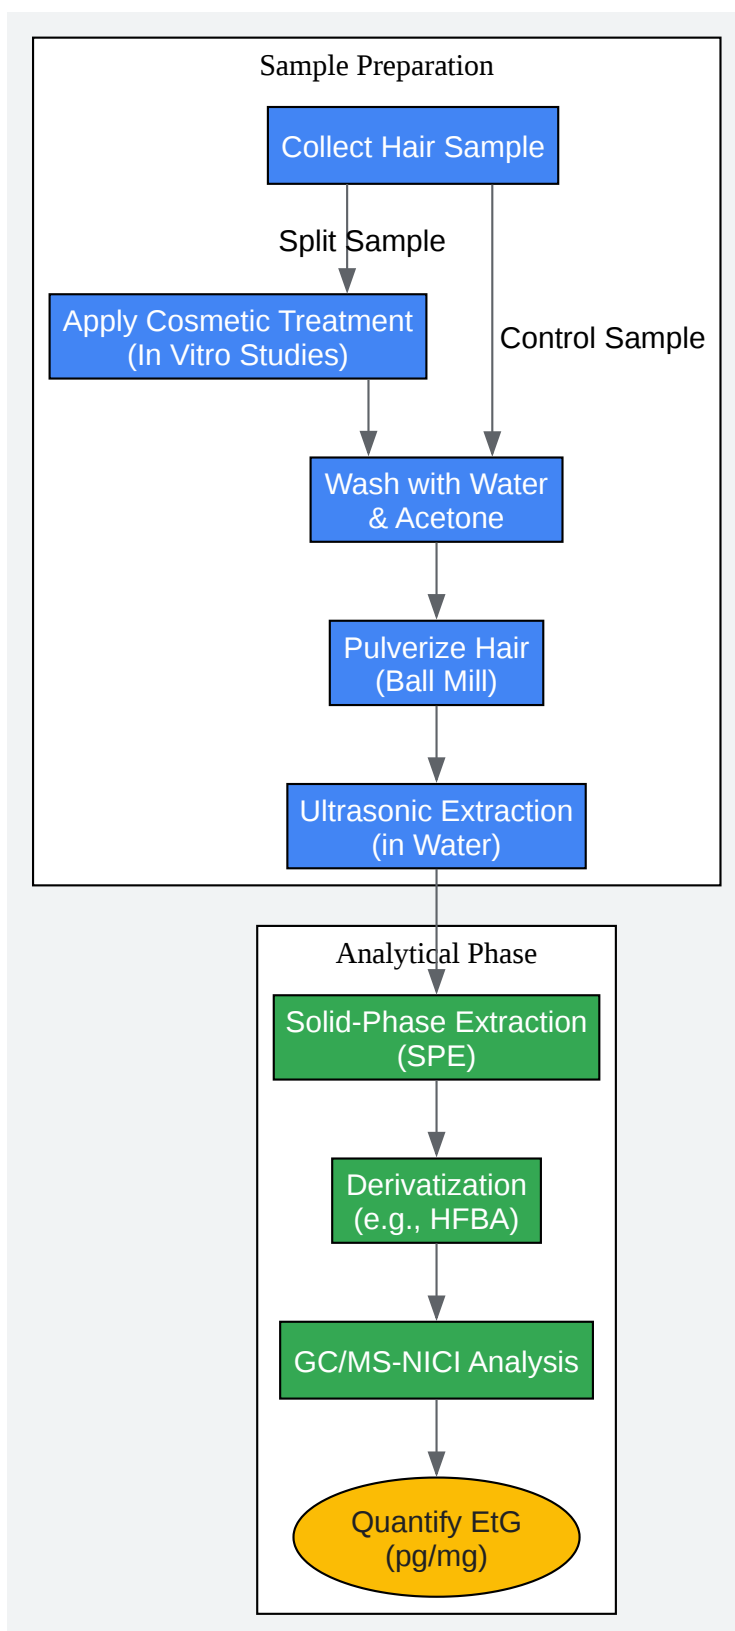 Sample Preparation
Collect Hair Sample
Split Sample
Apply Cosmetic Treatment
(In Vitro Studies)
Control Sample
Wash with Water
& Acetone
Pulverize Hair
(Ball Mill)
Ultrasonic Extraction
(in Water)
Analytical Phase
Solid-Phase Extraction
(SPE)
Derivatization
(e.g., HFBA)
GC/MS-NICI Analysis
Quantify EtG
(pg/mg)